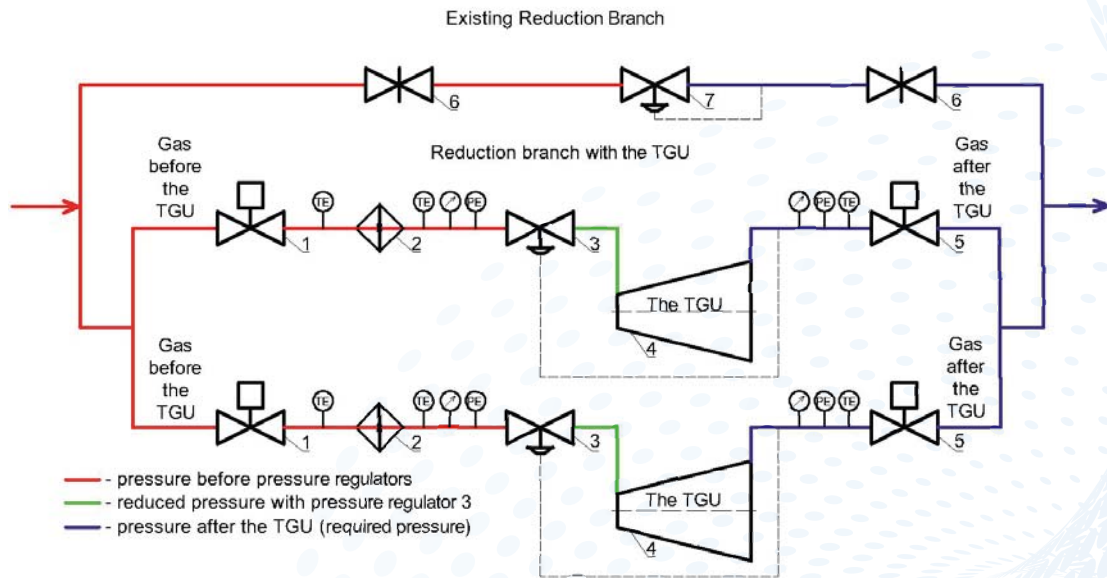 Existing Reduction Branch
6
7
6
Reduction branch with the TGU
Gas
before
the
TGU
Gas
after
the
TGU
1
TE
2
TE
PE
3
The TGU
4
PE
TE
5
Gas
before
the
TGU
Gas
after
the
TGU
1
TE
2
TE
PE
3
The TGU
4
PE
TE
5
- pressure before pressure regulators
- reduced pressure with pressure regulator 3
- pressure after the TGU (required pressure)